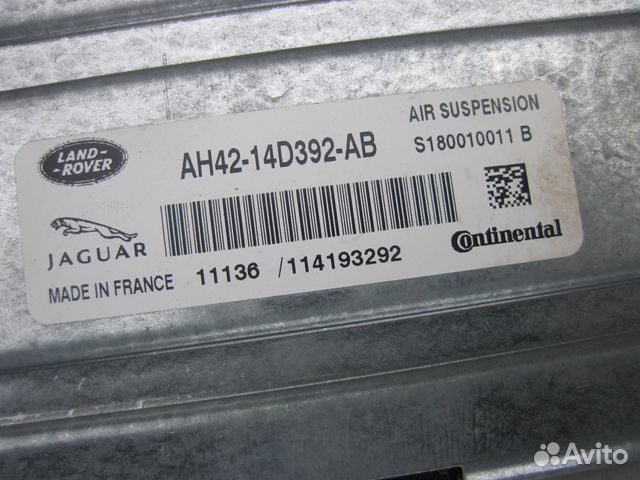 LAND-
-ROVER
AH42-14D392-AB
AIR SUSPENSION
S180010011 B
JAGUAR
MADE IN FRANCE
11136 /114193292
Continental
Avito